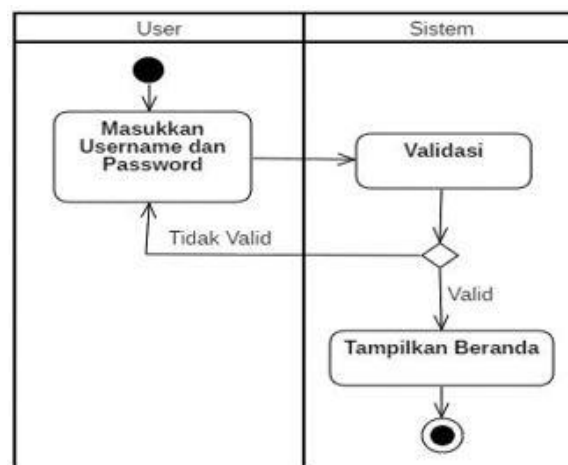 User
Sistem
Masukkan
Username dan
Password
Validasi
Tidak Valid
Valid
Tampilkan Beranda